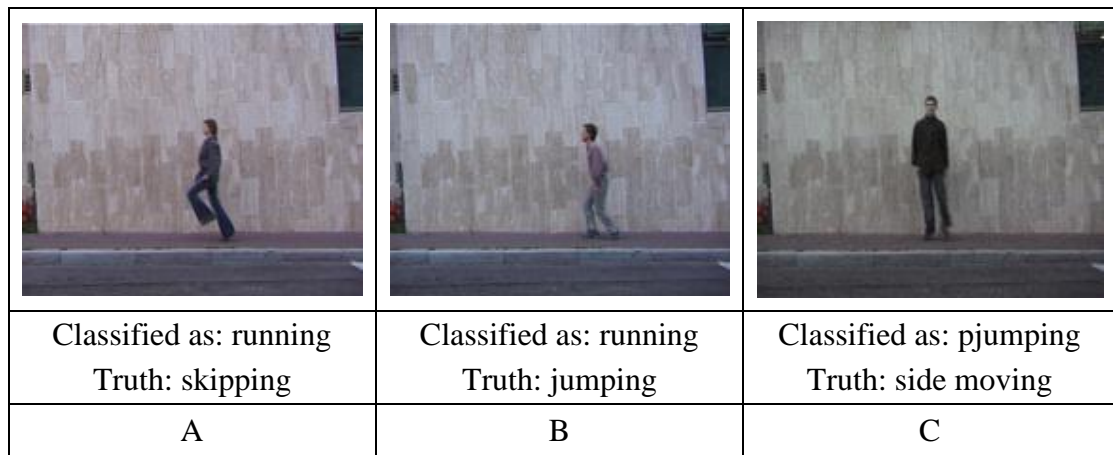 Classified as: running
Truth: skipping
Classified as: running
Truth: jumping
Classified as: pjumping
Truth: side moving
A
B
C